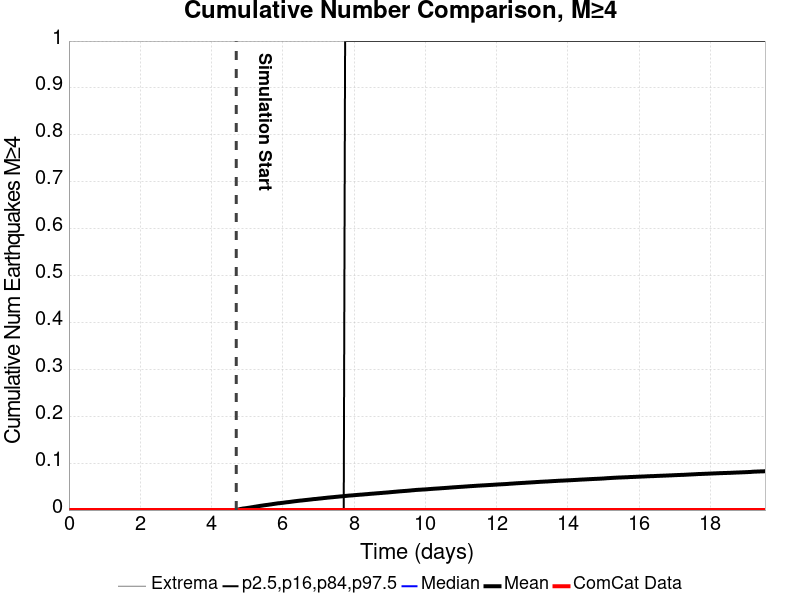 Cumulative Number Comparison, M≥4
Cumulative Num Earthquakes M≥4
1
0.9
0.8
0.7
0.6
0.5
0.4
0.3
0.2
0.1
0
Simulation Start
0 2 4 6 8 10 12 14 16 18
Time (days)
Extrema p2.5,p16,p84,p97.5 Median Mean ComCat Data